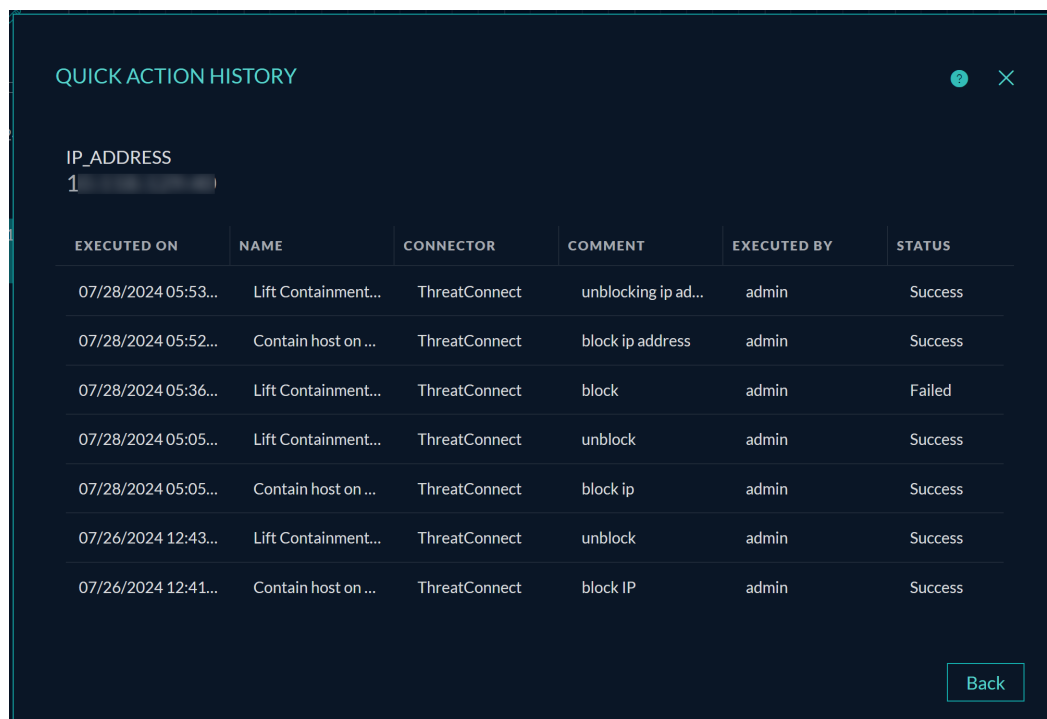 QUICK ACTION HISTORY
?
IP_ADDRESS
EXECUTED ON NAME CONNECTOR COMMENT EXECUTED BY STATUS
07/28/2024 05:53... Lift Containment... ThreatConnect unblocking ip ad... admin Success
07/28/2024 05:52... Contain host on ... ThreatConnect block ip address admin Success
07/28/2024 05:36... Lift Containment... ThreatConnect block admin Failed
07/28/2024 05:05... Lift Containment... ThreatConnect unblock admin Success
07/28/2024 05:05... Contain host on ... ThreatConnect block ip admin Success
07/26/2024 12:43... Lift Containment... ThreatConnect unblock admin Success
07/26/2024 12:41... Contain host on ... ThreatConnect block IP admin Success
Back